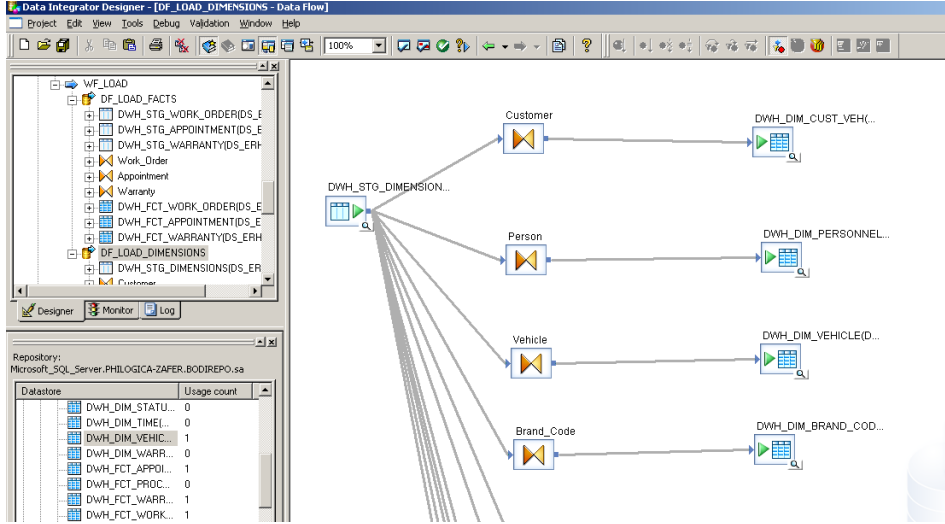 Data Integrator Designer - [DF_LOAD_DIMENSIONS - Data Flow]
Project Edit View Tools Debug Validation Window Help
100%
WF_LOAD
DF_LOAD_FACTS
DWH_STG_WORK_ORDER(DS_E
DWH_STG_APPOINTMENT(DS_E
DWH_STG_WARRANTY(DS_ERH
Work_Order
Appointment
Warranty
DWH_FCT_WORK_ORDER(DS_E
DWH_FCT_APPOINTMENT(DS_E
DWH_FCT_WARRANTY(DS_ERH
DF_LOAD_DIMENSIONS
DWH_STG_DIMENSIONS(DS_ER
Customer
Designer Monitor Log
Repository:
Microsoft_SQL_Server.PHILOGICA-ZAFER.BODIREPO.sa
Datastore Usage count
DWH_DIM_STATU... 0
DWH_DIM_TIME(... 0
DWH_DIM_VEHIC... 1
DWH_DIM_WARR... 0
DWH_FCT_APPOI... 1
DWH_FCT_PROC... 0
DWH_FCT_WARR... 1
DWH_FCT_WORK... 1
Customer
DWH_DIM_CUST_VEH(...
DWH_STG_DIMENSION...
Person
DWH_DIM_PERSONNEL...
Vehicle
DWH_DIM_VEHICLE(D...
Brand_Code
DWH_DIM_BRAND_COD...